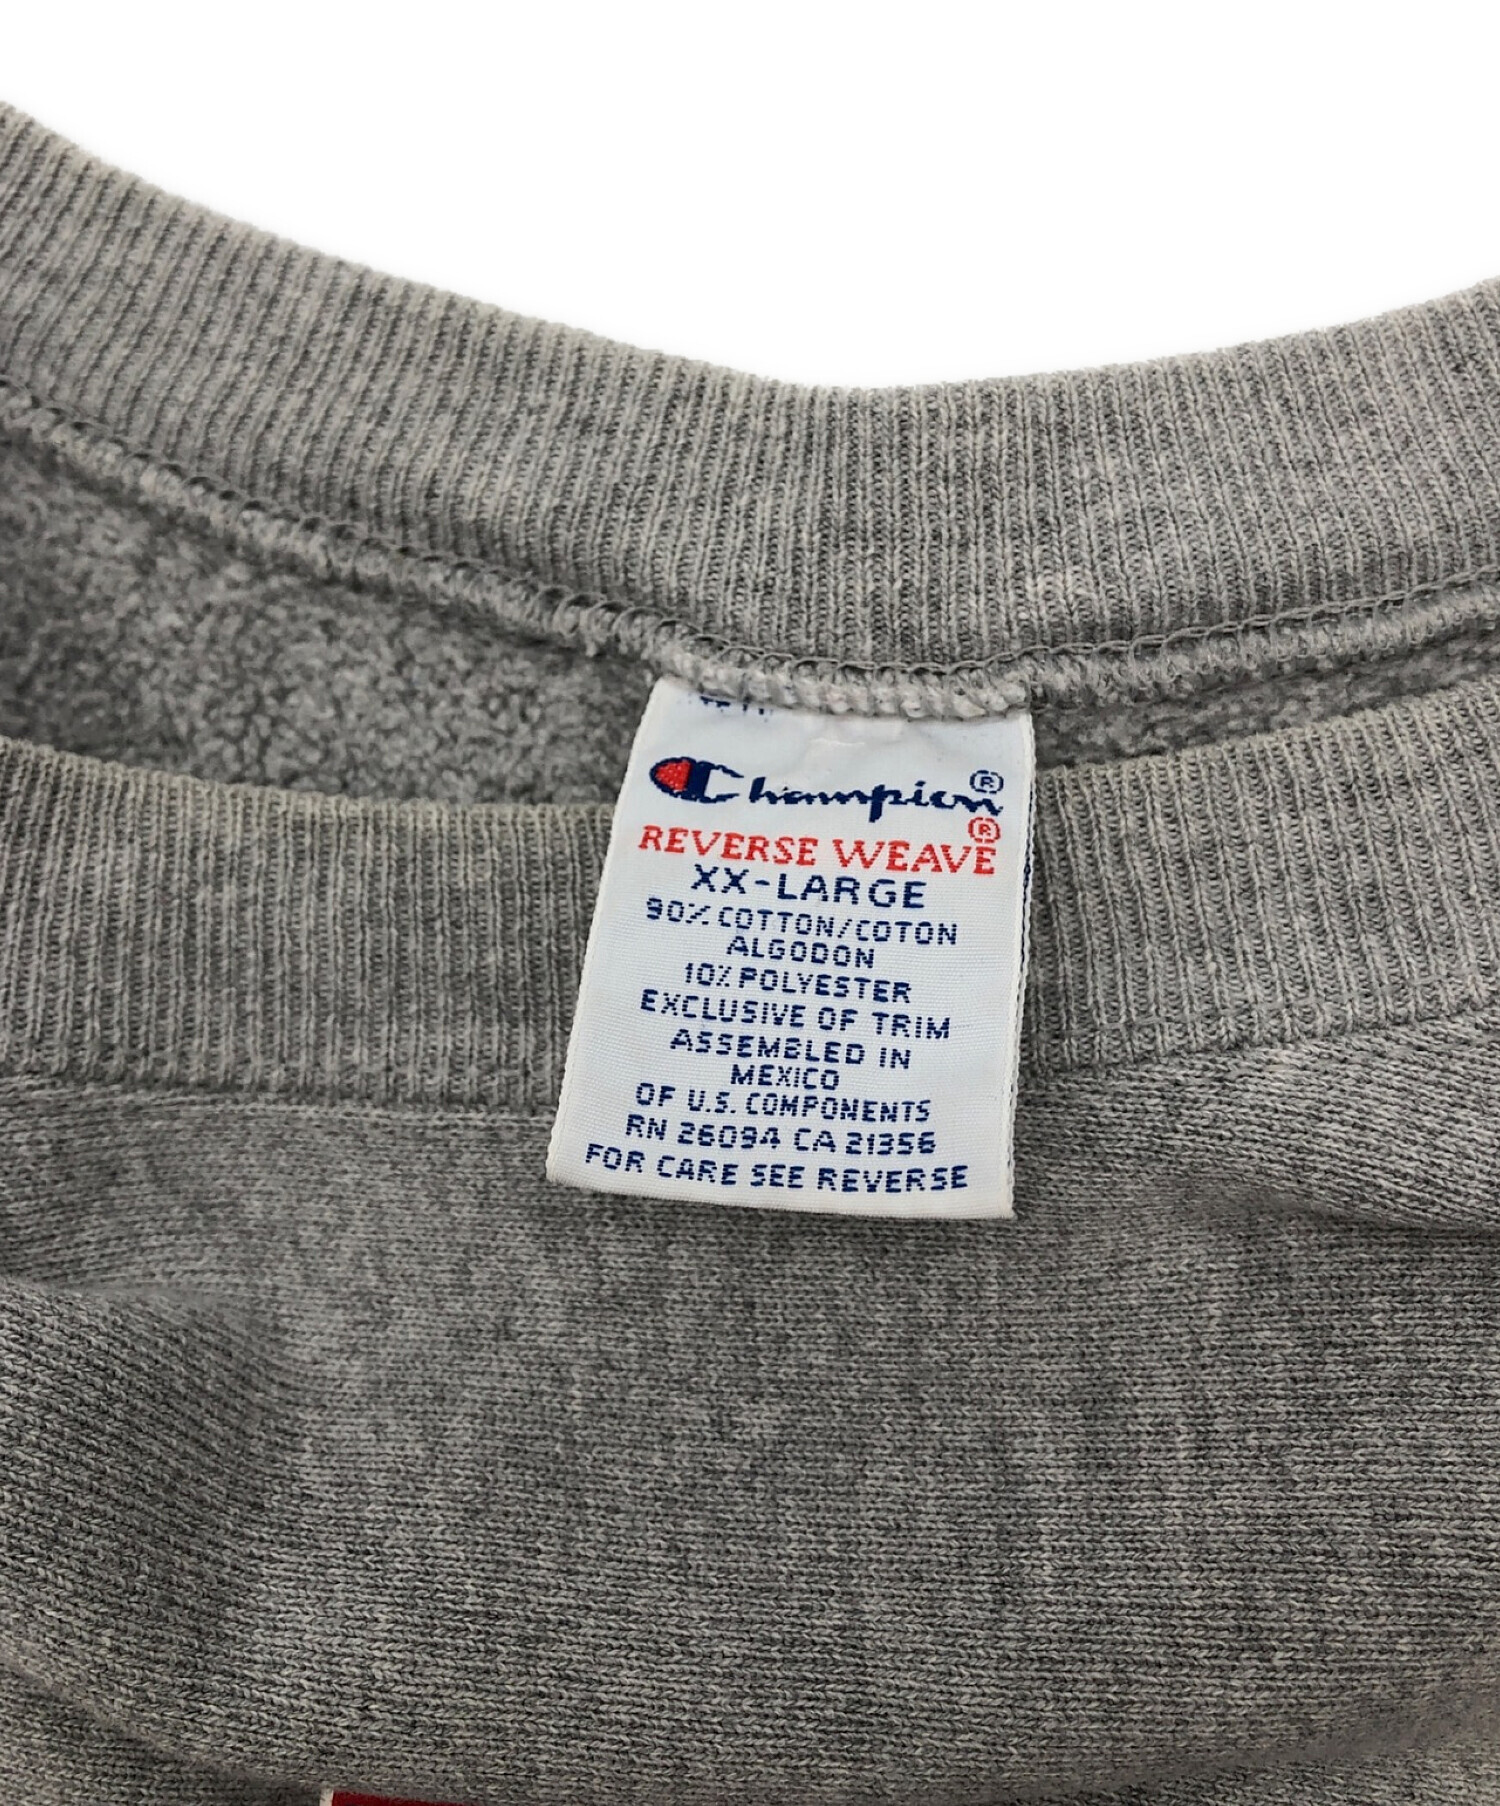 Champion®
REVERSE WEAVE®
XX-LARGE
90% COTTON/COTON
ALGODON
10% POLYESTER
EXCLUSIVE OF TRIM
ASSEMBLED IN
MEXICO
OF U.S. COMPONENTS
RN 26094 CA 21356
FOR CARE SEE REVERSE